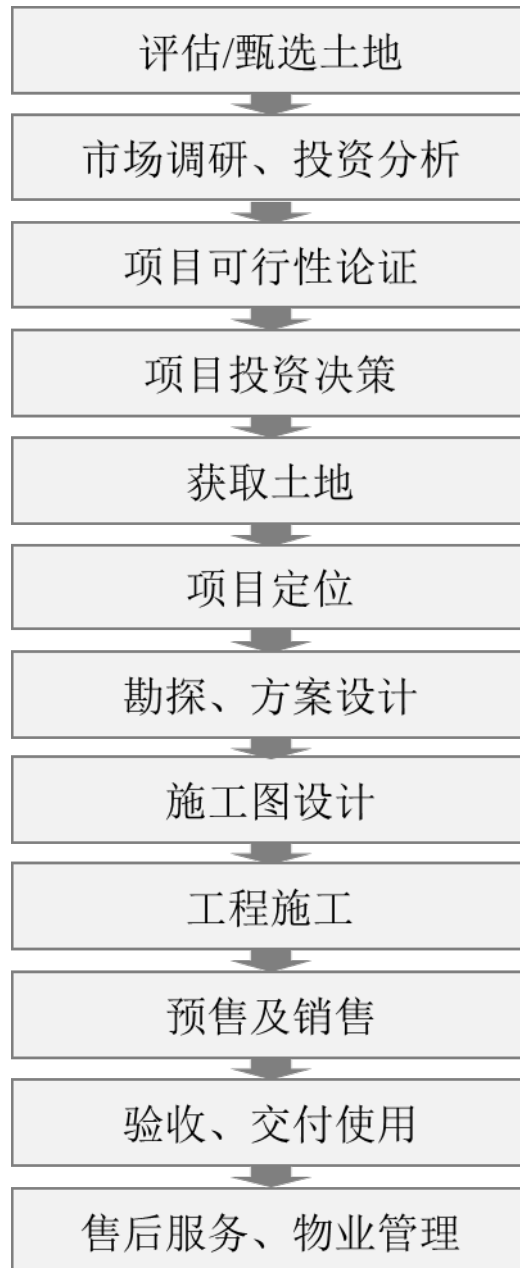 评估/甄选土地
市场调研、投资分析
项目可行性论证
项目投资决策
获取土地
项目定位
勘探、方案设计
施工图设计
工程施工
预售及销售
验收、交付使用
售后服务、物业管理